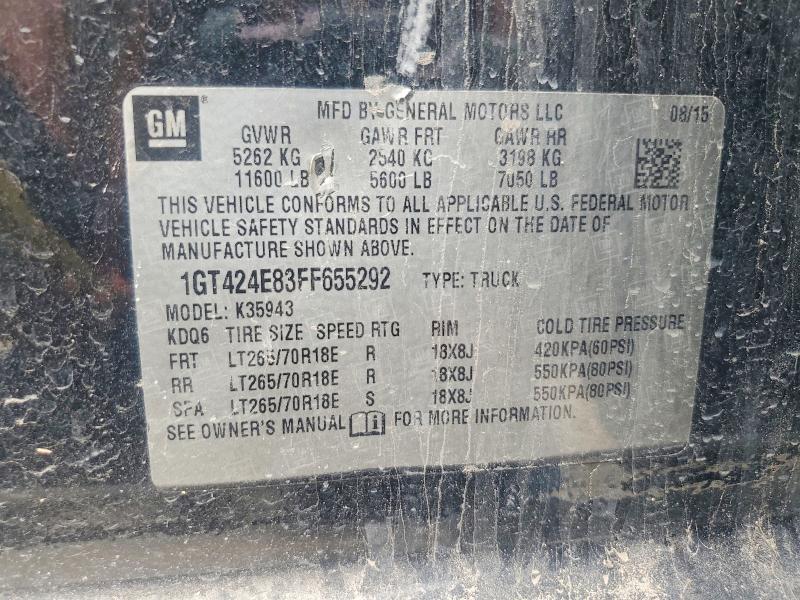 GM ® MFD BY GENERAL MOTORS LLC 08/15
GVWR GAWR FRT GAWR RR
5262 KG 2540 KG 3198 KG
11600 LB 5600 LB 7050 LB
THIS VEHICLE CONFORMS TO ALL APPLICABLE U.S. FEDERAL MOTOR
VEHICLE SAFETY STANDARDS IN EFFECT ON THE DATE OF
MANUFACTURE SHOWN ABOVE.
1GT424E83FF655292 TYPE: TRUCK
MODEL: K35943
KDQ6 TIRE SIZE SPEED RTG RIM COLD TIRE PRESSURE
FRT LT265/70R18E R 18X8J 420KPA(60PSI)
RR LT265/70R18E R 18X8J 550KPA(80PSI)
SPA LT265/70R18E S 18X8J 550KPA(80PSI)
SEE OWNER'S MANUAL FOR MORE INFORMATION.